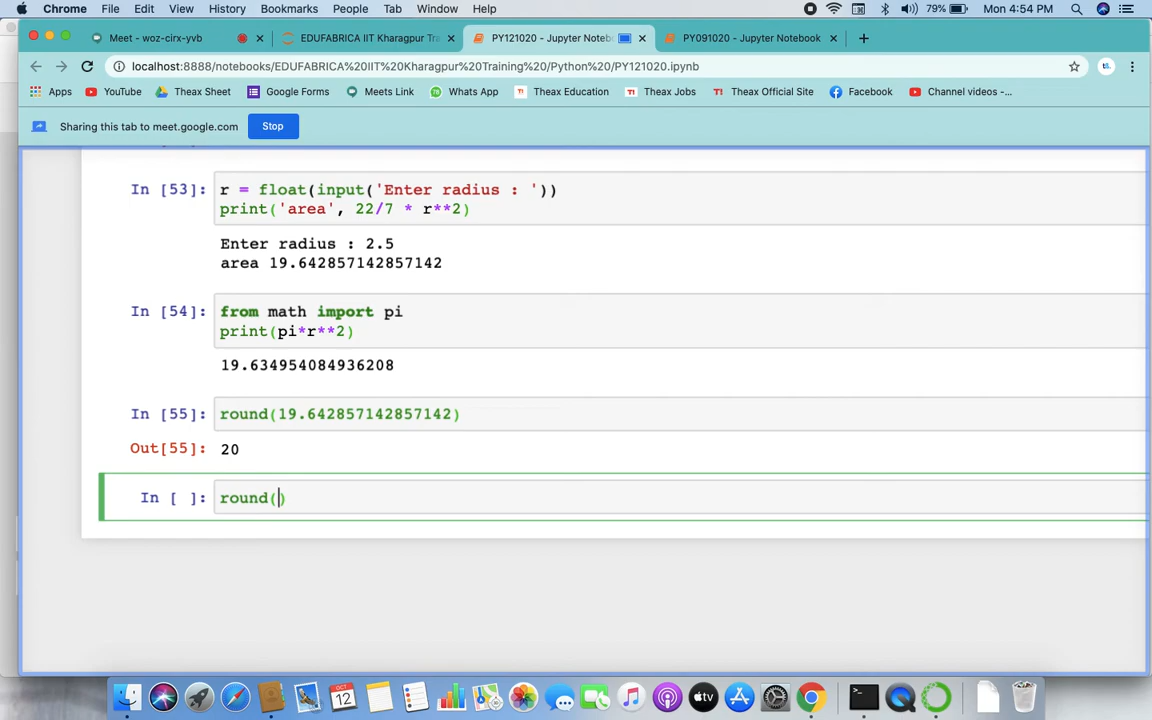 Chrome File Edit View History Bookmarks People Tab Window Help 79% Mon 4:54 PM
Meet - woz-cirx-yvb EDUFABRICA IIT Kharagpur Tra PY121020 - Jupyter Noteb PY091020 - Jupyter Notebook
localhost:8888/notebooks/EDUFABRICA%20IIT%20Kharagpur%20Training%20/Python%20/PY121020.ipynb
Apps YouTube Theax Sheet Google Forms Meets Link Whats App Theax Education Theax Jobs Theax Official Site Facebook Channel videos -...
Sharing this tab to meet.google.com Stop
In [53]: r = float(input('Enter radius : '))
print('area', 22/7 * r**2)
Enter radius : 2.5
area 19.642857142857142
In [54]: from math import pi
print(pi*r**2)
19.634954084936208
In [55]: round(19.642857142857142)
Out[55]: 20
In [ ]: round()
OCT
12
tv